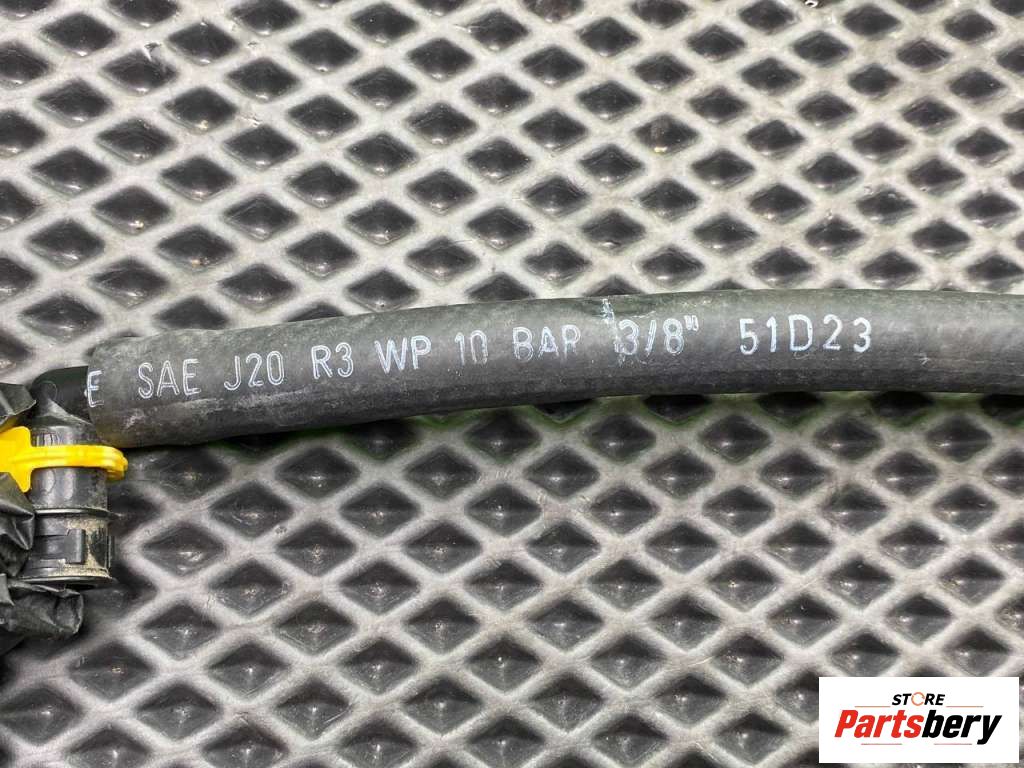 E SAE J20 R3 WP 10 BAR 3/8" 51D23
STORE
Partsbery